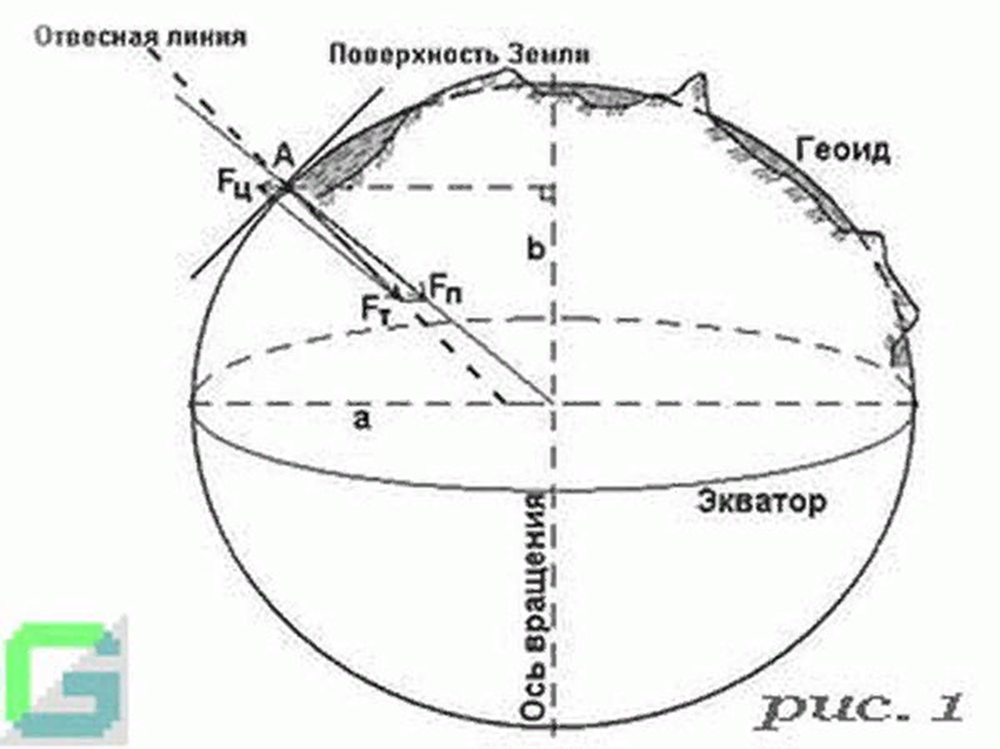 Отвесная линия
Поверхность Земли
A
Fц
Геоид
b
Fп
Fт
a
Экватор
Ось вращения
рис. 1